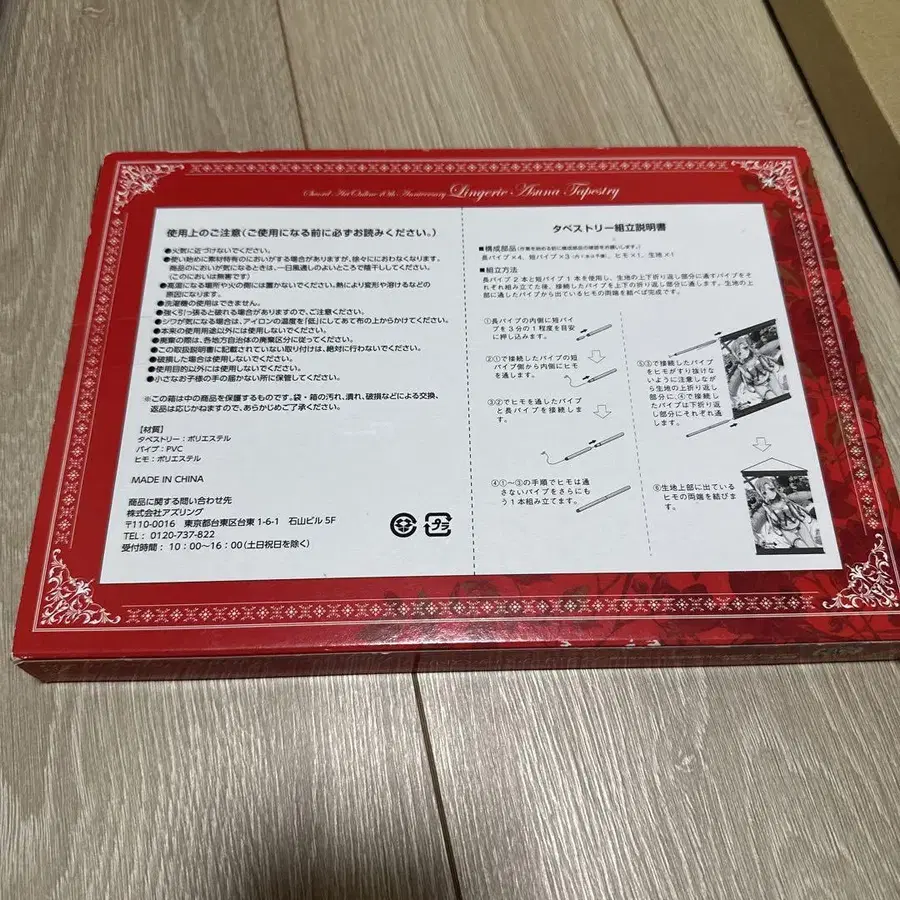 Sword Art Online 10th Anniversary Lingerie Asuna Tapestry
使用上のご注意(ご使用になる前に必ずお読みください。)
●火気に近づけないでください。
●使い始めに素材特有のにおいがする場合がありますが、徐々におわなくなります。
商品のにおいが気になるときは、一日風通しのよいところで陰干してください。
(このにおいは無害です)
●高温になる場所や火の側には置かないでください。熱により変形や溶けるなどの
原因になります。
●洗濯機の使用はできません。
●強く引っ張ると破れる場合がありますので、ご注意ください。
●シワが気になる場合は、アイロンの温度を「低」にしてあて布の上からかけてください。
●本来の使用用途以外には使用しないでください。
●廃棄の際は、各地方自治体の廃棄区分に従ってください。
●この取扱説明書に記載されていない取り付けは、絶対に行わないでください。
●破損した場合は使用しないでください。
●使用目的以外には使用しないでください。
●小さなお子様の手の届かない所に保管してください。
※この箱は中の商品を保護するものです。袋・箱の汚れ、潰れ、破損などによる交換、
返品は応じかねますので、あらかじめご了承ください。
【材質】
タペストリー:ポリエステル
パイプ:PVC
ヒモ:ポリエステル
MADE IN CHINA
商品に関する問い合わせ先
株式会社アズリング
〒110-0016 東京都台東区台東 1-6-1 石山ビル 5F
TEL: 0120-737-822
受付時間: 10:00〜16:00(土日祝日を除く)
プラ
タペストリー組立説明書
■構成部品(作業を始める前に構成部品の確認をお願いします。)
長パイプ×4、短パイプ×3(内1本は予備)、ヒモ×1、生地×1
■組立方法
長パイプ2本と短パイプ1本を使用し、生地の上下折り返し部分に通すパイプをそ
れぞれ組み立てた後、接続したパイプを上下の折り返し部分に通します。生地の上
部に通したパイプから出ているヒモの両端を結べば完成です。
①長パイプの内側に短パイ
プを3分の1程度を目安
に押し込みます。
②①で接続したパイプの短
パイプ側から内側にヒモ
を通します。
③②でヒモを通したパイプ
と長パイプを接続しま
す。
④①〜③の手順でヒモは通
さないパイプをさらにも
う1本組み立てます。
⑤③で接続したパイプ
をヒモがすり抜けな
いように注意しながら
生地の上折り返し
部分に、④で接続し
たパイプは下折り返
し部分にそれぞれ通
します。
⑥生地上部に出ている
ヒモの両端を結びま
す。